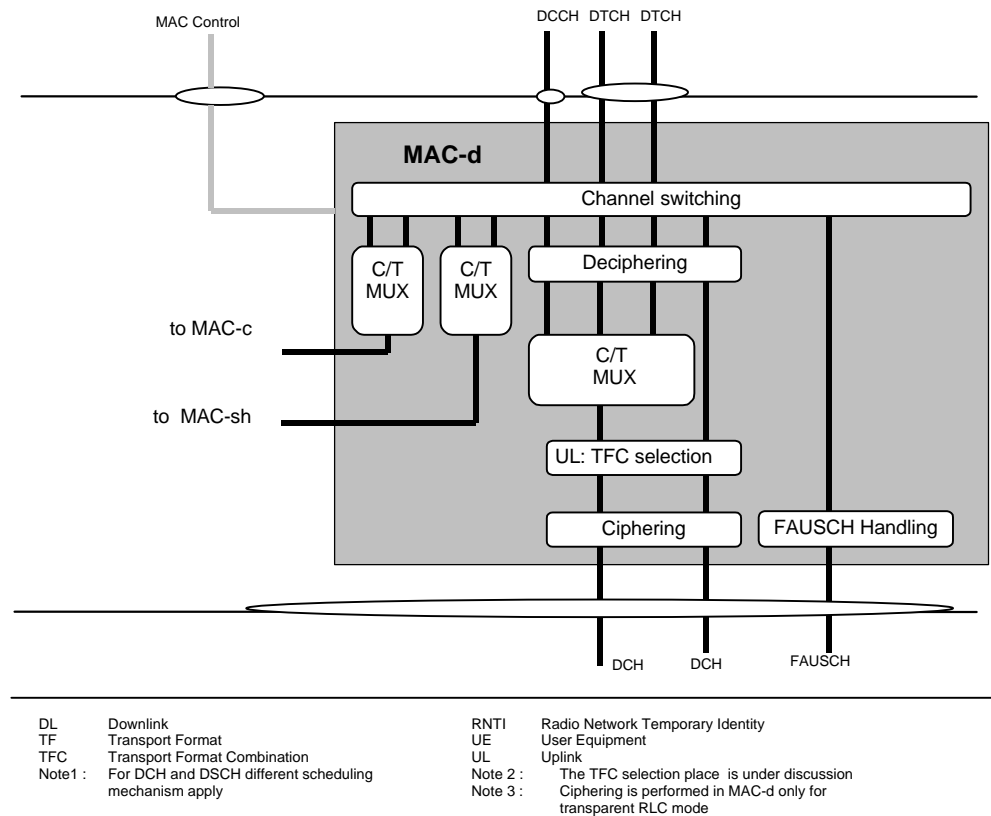 MAC Control
DCCH DTCH DTCH
MAC-d
Channel switching
C/T
MUX
C/T
MUX
Deciphering
to MAC-c
C/T
MUX
to MAC-sh
UL: TFC selection
Ciphering
FAUSCH Handling
DCH
DCH
FAUSCH
DL Downlink
TF Transport Format
TFC Transport Format Combination
Note1 : For DCH and DSCH different scheduling
mechanism apply
RNTI Radio Network Temporary Identity
UE User Equipment
UL Uplink
Note 2 : The TFC selection place is under discussion
Note 3 : Ciphering is performed in MAC-d only for
transparent RLC mode